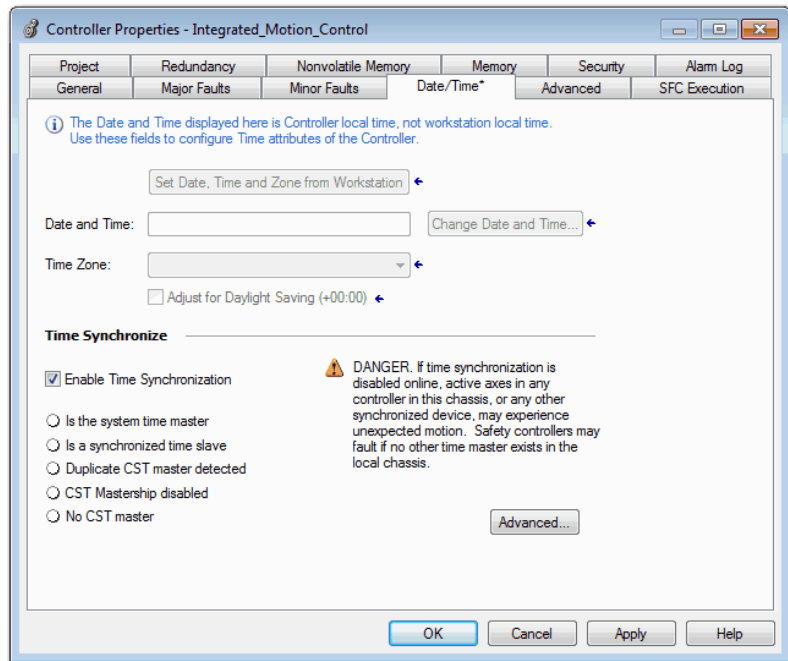 Controller Properties - Integrated_Motion_Control
Project Redundancy Nonvolatile Memory Memory Security Alarm Log
General Major Faults Minor Faults Date/Time* Advanced SFC Execution
The Date and Time displayed here is Controller local time, not workstation local time.
Use these fields to configure Time attributes of the Controller.
Set Date, Time and Zone from Workstation
Date and Time: Change Date and Time...
Time Zone:
Adjust for Daylight Saving (+00:00)
Time Synchronize
Enable Time Synchronization
Is the system time master
Is a synchronized time slave
Duplicate CST master detected
CST Mastership disabled
No CST master
DANGER. If time synchronization is
disabled online, active axes in any
controller in this chassis, or any other
synchronized device, may experience
unexpected motion. Safety controllers may
fault if no other time master exists in the
local chassis.
Advanced...
OK Cancel Apply Help